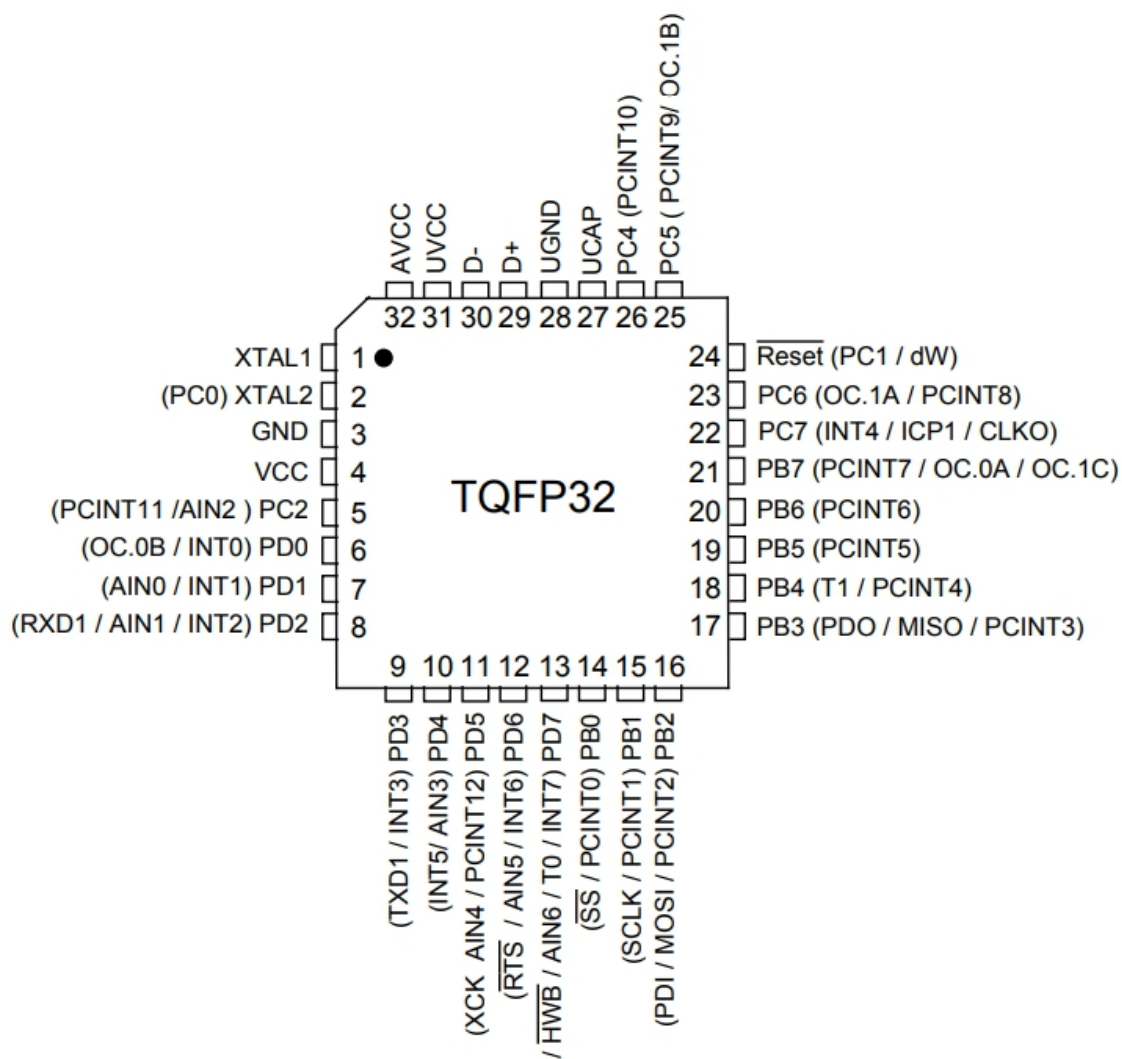 AVCC
UVCC
D-
D+
UGND
UCAP
PC4 (PCINT10)
PC5 ( PCINT9/ OC.1B)
32 31 30 29 28 27 26 25
XTAL1 1
(PC0) XTAL2 2
GND 3
VCC 4
(PCINT11 /AIN2 ) PC2 5
(OC.0B / INT0) PD0 6
(AIN0 / INT1) PD1 7
(RXD1 / AIN1 / INT2) PD2 8
TQFP32
24 Reset (PC1 / dW)
23 PC6 (OC.1A / PCINT8)
22 PC7 (INT4 / ICP1 / CLKO)
21 PB7 (PCINT7 / OC.0A / OC.1C)
20 PB6 (PCINT6)
19 PB5 (PCINT5)
18 PB4 (T1 / PCINT4)
17 PB3 (PDO / MISO / PCINT3)
9 10 11 12 13 14 15 16
(TXD1 / INT3) PD3
(INT5/ AIN3) PD4
(XCK AIN4 / PCINT12) PD5
(RTS / AIN5 / INT6) PD6
/ HWB / AIN6 / T0 / INT7) PD7
(SS / PCINT0) PB0
(SCLK / PCINT1) PB1
(PDI / MOSI / PCINT2) PB2